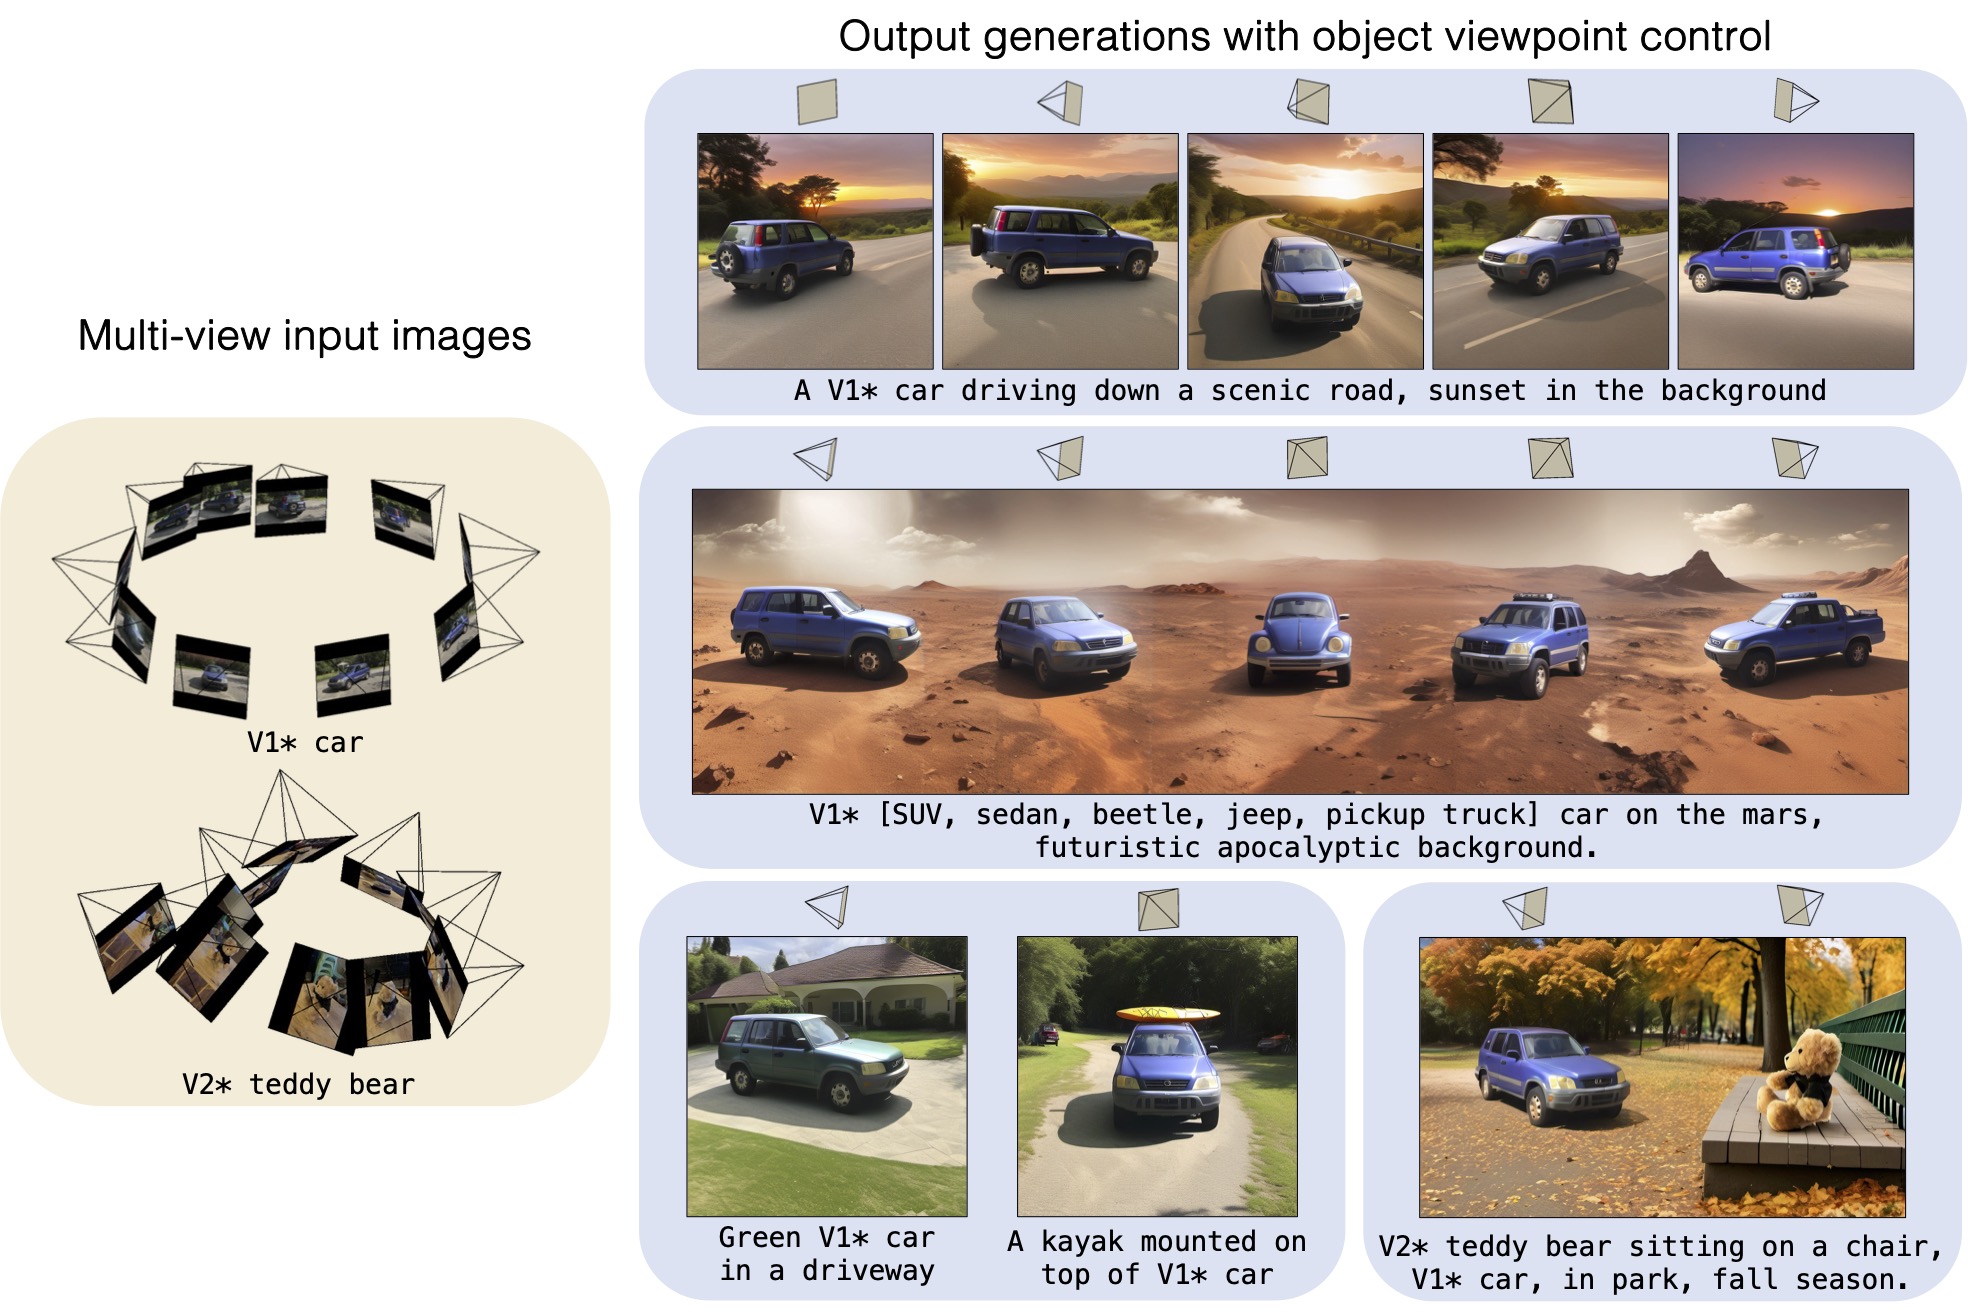 Output generations with object viewpoint control
A V1* car driving down a scenic road, sunset in the background
Multi-view input images
V1* car
V2* teddy bear
V1* [SUV, sedan, beetle, jeep, pickup truck] car on the mars,
futuristic apocalyptic background.
Green V1* car
in a driveway
A kayak mounted on
top of V1* car
V2* teddy bear sitting on a chair,
V1* car, in park, fall season.